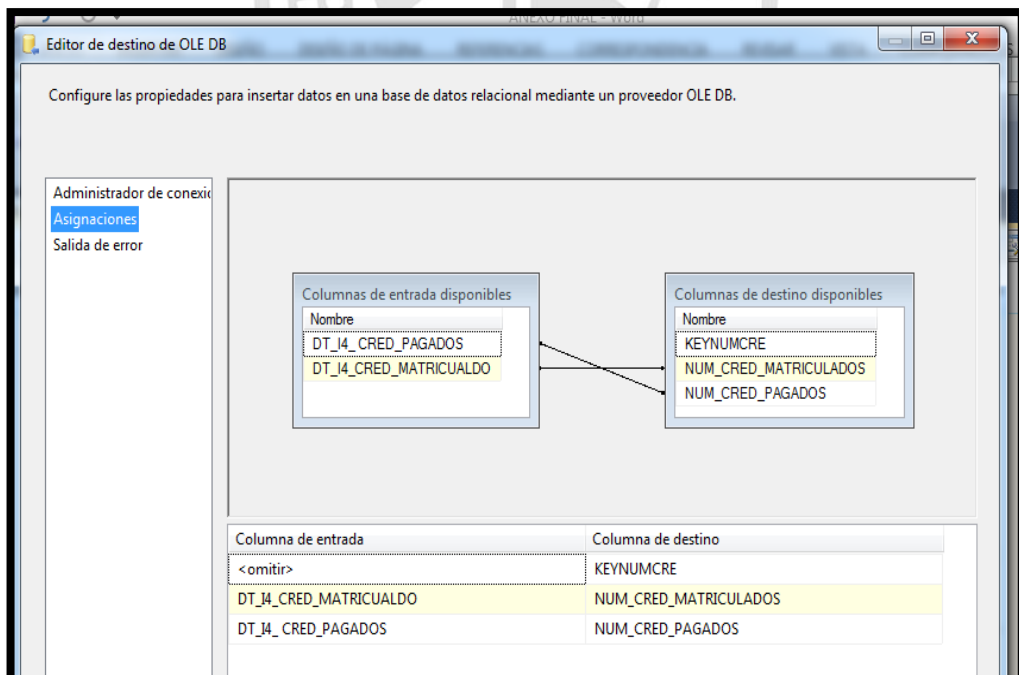 ANEXO FINAL - Word
Editor de destino de OLE DB
Configure las propiedades para insertar datos en una base de datos relacional mediante un proveedor OLE DB.
Administrador de conexi
Asignaciones
Salida de error
Columnas de entrada disponibles
Nombre
DT_I4_ CRED_PAGADOS
DT_I4_CRED_MATRICUALDO
Columnas de destino disponibles
Nombre
KEYNUMCRE
NUM_CRED_MATRICULADOS
NUM_CRED_PAGADOS
Columna de entrada Columna de destino
<omitir> KEYNUMCRE
DT_I4_CRED_MATRICUALDO NUM_CRED_MATRICULADOS
DT_I4_ CRED_PAGADOS NUM_CRED_PAGADOS